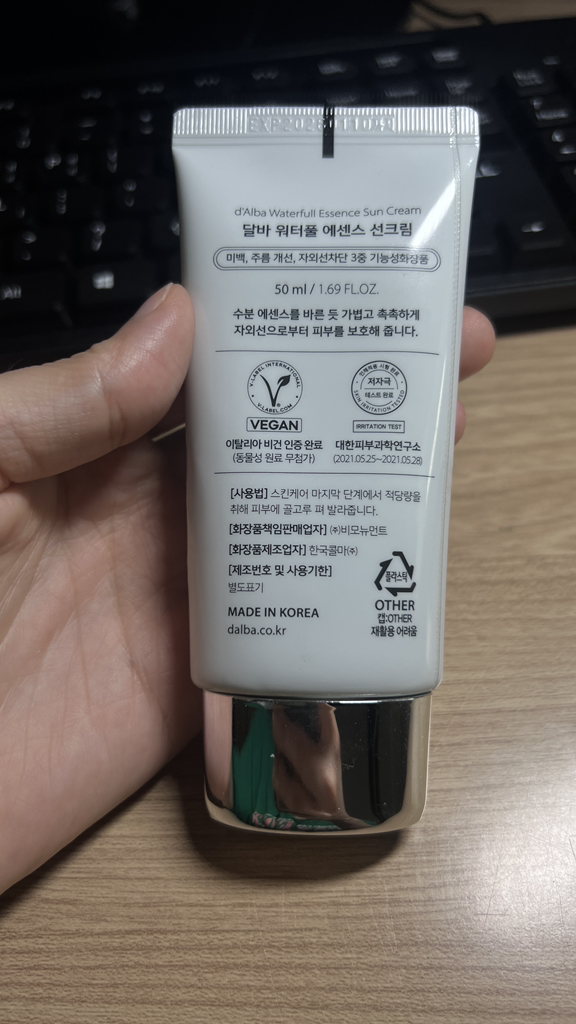 d'Alba Waterfull Essence Sun Cream
달바 워터풀 에센스 선크림
미백, 주름 개선, 자외선차단 3중 기능성화장품
50 ml / 1.69 FL.OZ.
수분 에센스를 바른 듯 가볍고 촉촉하게
자외선으로부터 피부를 보호해 줍니다.
V-LABEL INTERNATIONAL
V-LABEL.COM
VEGAN
이탈리아 비건 인증 완료
(동물성 원료 무첨가)
인체적용 시험 완료
저자극
테스트 완료
SKIN IRRITATION TESTED
IRRITATION TEST
대한피부과학연구소
(2021.05.25~2021.05.28)
[사용법] 스킨케어 마지막 단계에서 적당량을
취해 피부에 골고루 펴 발라줍니다.
[화장품책임판매업자] ㈜비모뉴먼트
[화장품제조업자] 한국콜마㈜
[제조번호 및 사용기한]
별도표기
MADE IN KOREA
dalba.co.kr
플라스틱
OTHER
캡:OTHER
재활용 어려움